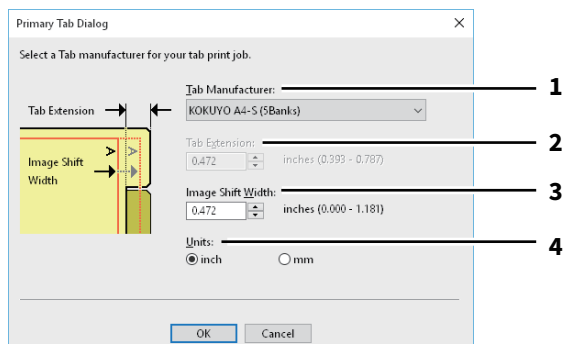 Primary Tab Dialog
Select a Tab manufacturer for your tab print job.
Tab Manufacturer:
1
KOKUYO A4-S (5Banks)
Tab Extension
Tab Extension:
2
0.472
inches (0.393 - 0.787)
A A
Image Shift
Width
Image Shift Width:
3
0.472
inches (0.000 - 1.181)
Units:
4
inch
mm
OK
Cancel